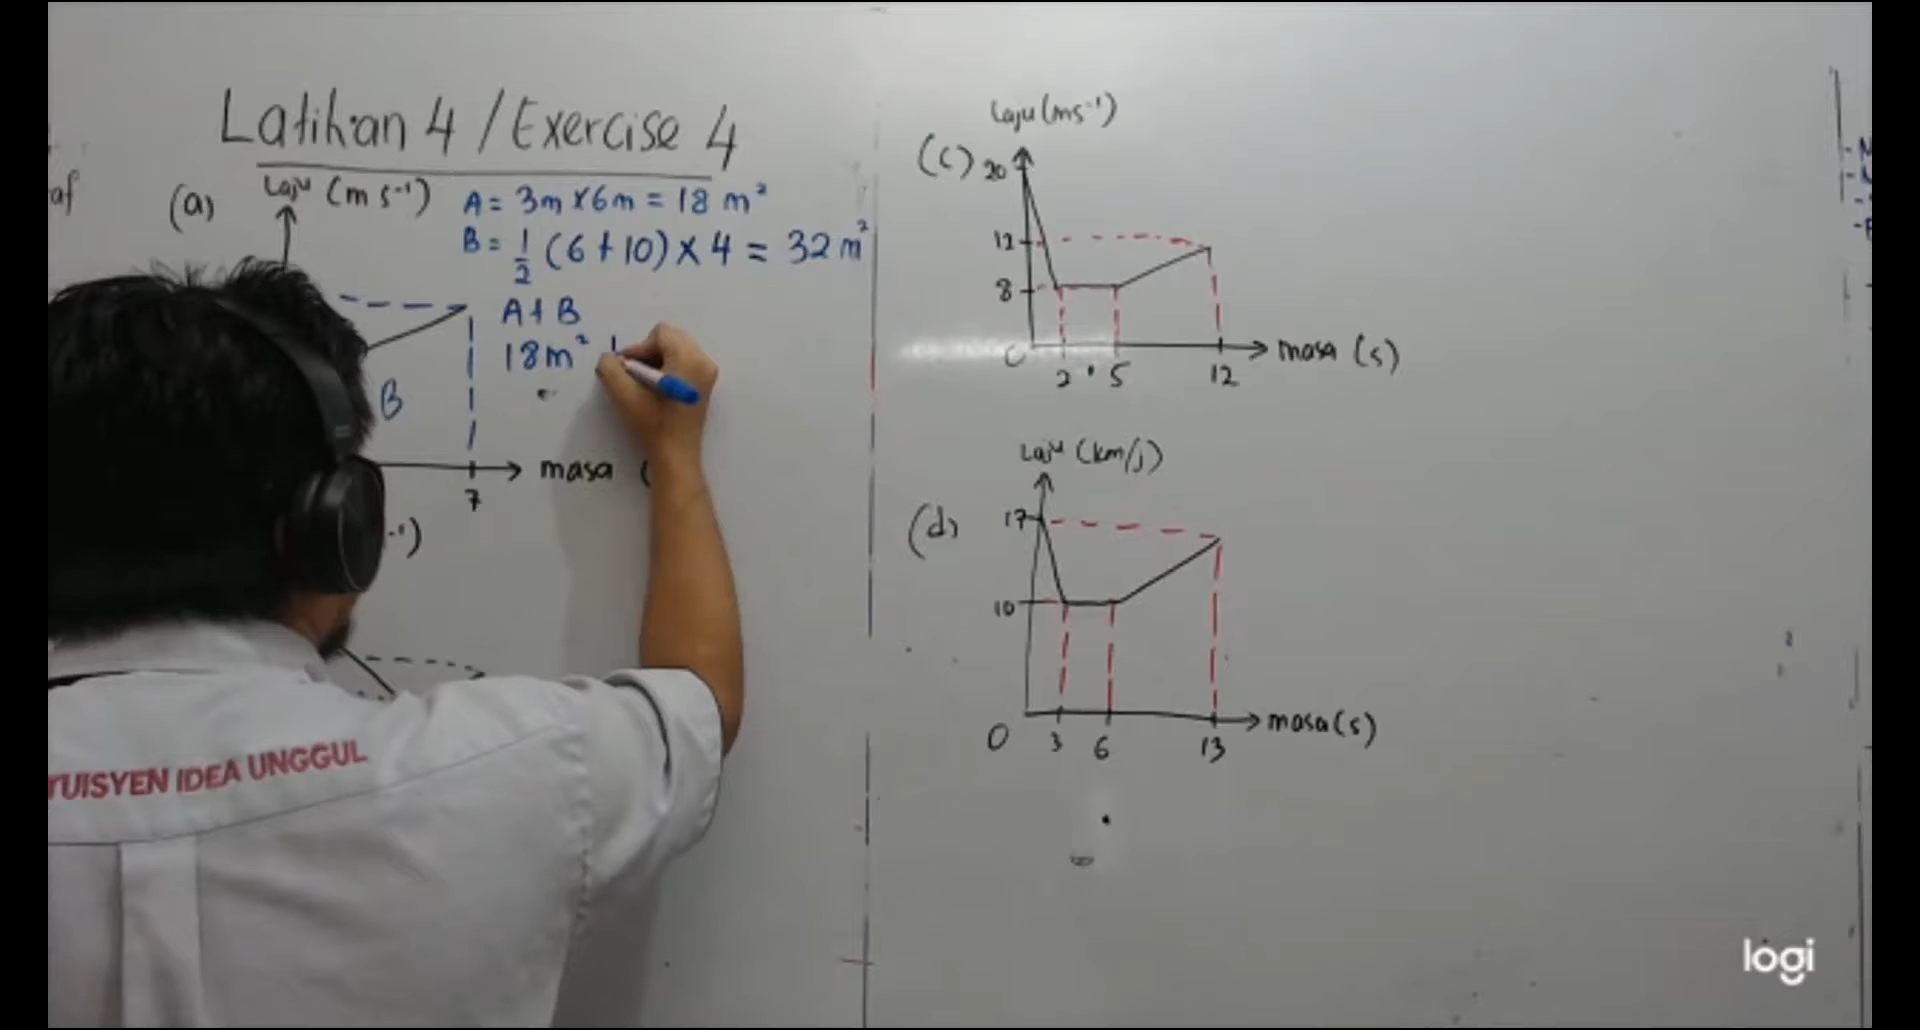 Latihan 4 / Exercise 4
af
(a)
Laju (m s⁻¹)
A = 3m × 6m = 18 m²
B = 1/2 (6 + 10) × 4 = 32 m²
A + B
18m²
B
masa (
7
⁻¹)
TUISYEN IDEA UNGGUL
(c)
Laju (ms⁻¹)
20
12
8
0
2
5
12
masa (s)
(d)
Laju (km/j)
17
10
0
3
6
13
masa (s)
logi